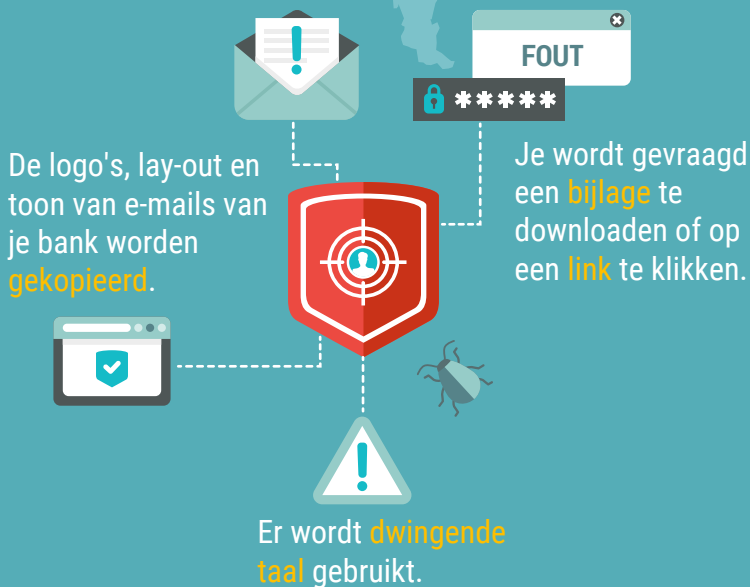 FOUT
*****
De logo's, lay-out en
toon van e-mails van
je bank worden
gekopieerd.
Je wordt gevraagd
een bijlage te
downloaden of op
een link te klikken.
Er wordt dwingende
taal gebruikt.